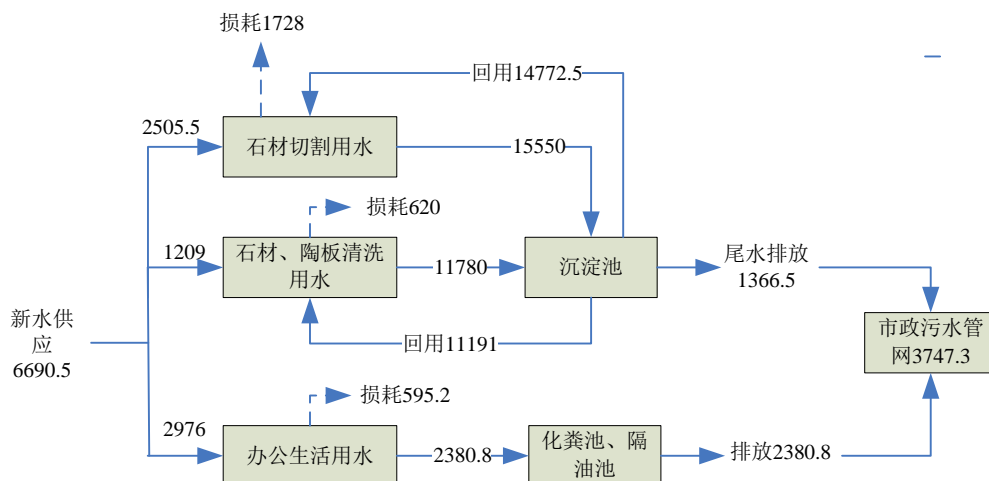 损耗1728
回用14772.5
2505.5
石材切割用水
15550
损耗620
1209
石材、陶板清洗
用水
11780
沉淀池
尾水排放
1366.5
新水供
应
6690.5
回用11191
市政污水管
网3747.3
损耗595.2
2976
办公生活用水
2380.8
化粪池、隔
油池
排放2380.8